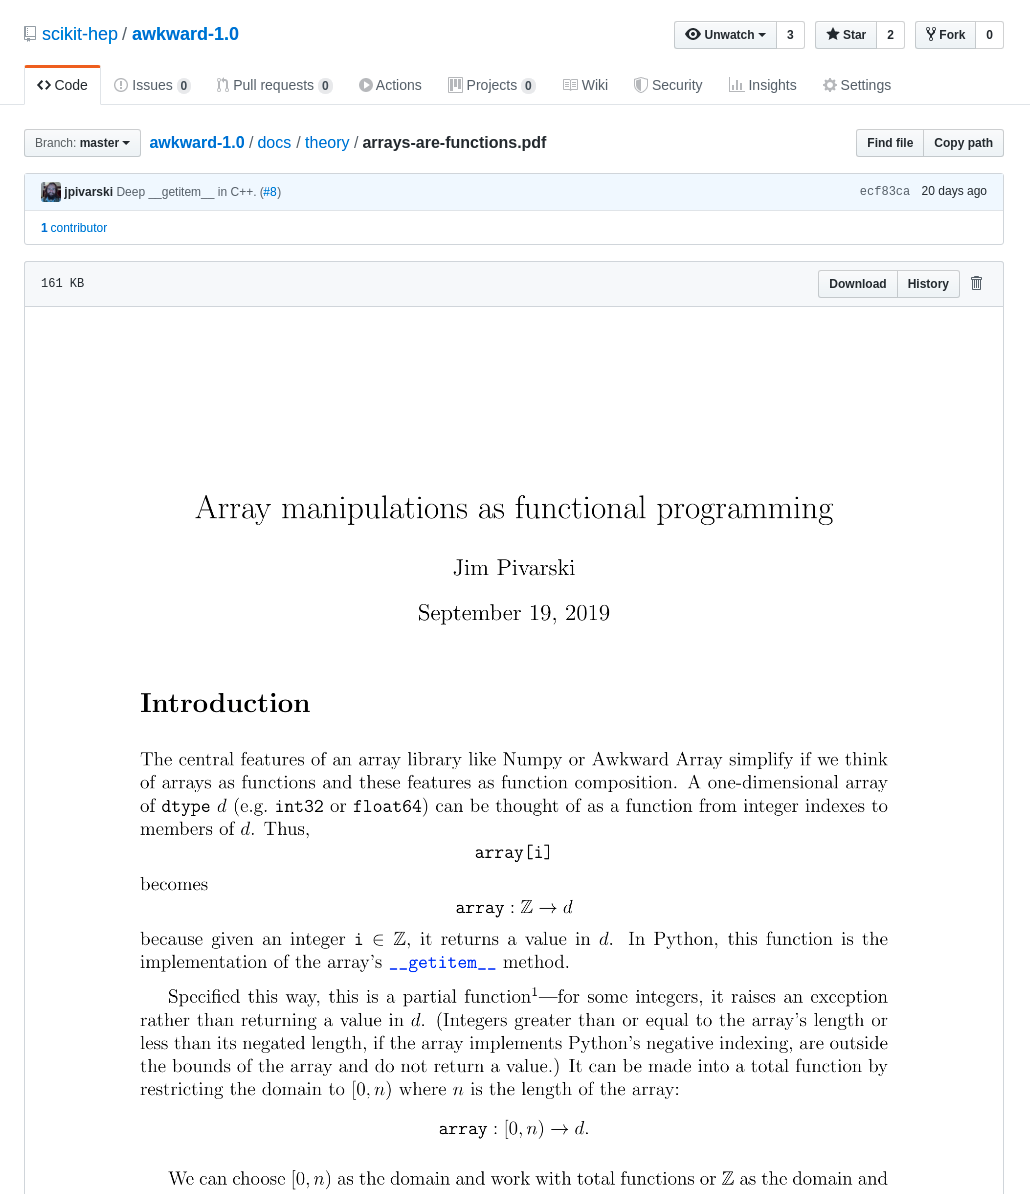 scikit-hep / awkward-1.0
Unwatch 3 Star 2 Fork 0
Code Issues 0 Pull requests 0 Actions Projects 0 Wiki Security Insights Settings
Branch: master awkward-1.0 / docs / theory / arrays-are-functions.pdf Find file Copy path
jpivarski Deep __getitem__ in C++. (#8) ecf83ca 20 days ago
1 contributor
161 KB Download History
Array manipulations as functional programming
Jim Pivarski
September 19, 2019
Introduction
The central features of an array library like Numpy or Awkward Array simplify if we think
of arrays as functions and these features as function composition. A one-dimensional array
of dtype d (e.g. int32 or float64) can be thought of as a function from integer indexes to
members of d. Thus,
array[i]
becomes
array : ℤ → d
because given an integer i ∈ ℤ, it returns a value in d. In Python, this function is the
implementation of the array's __getitem__ method.
Specified this way, this is a partial function¹—for some integers, it raises an exception
rather than returning a value in d. (Integers greater than or equal to the array's length or
less than its negated length, if the array implements Python's negative indexing, are outside
the bounds of the array and do not return a value.) It can be made into a total function by
restricting the domain to [0, n) where n is the length of the array:
array : [0, n) → d.
We can choose [0, n) as the domain and work with total functions or ℤ as the domain and